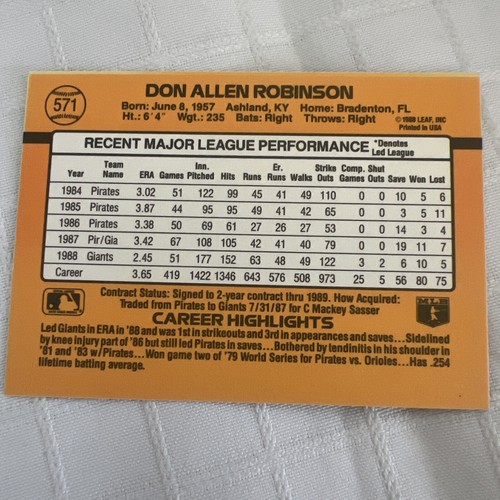 571
DON ALLEN ROBINSON
Born: June 8, 1957 Ashland, KY Home: Bradenton, FL
Ht.: 6'4" Wgt.: 235 Bats: Right Throws: Right
© 1988 LEAF, INC
Printed in USA
RECENT MAJOR LEAGUE PERFORMANCE *Denotes Led League
Year Team Name ERA Games Inn. Pitched Hits Runs Er. Runs Walks Strike Outs Comp. Games Shut Outs Save Won Lost
1984 Pirates 3.02 51 122 99 45 41 49 110 0 0 10 5 6
1985 Pirates 3.87 44 95 95 49 41 42 65 0 0 3 5 11
1986 Pirates 3.38 50 69 61 27 26 27 53 0 0 14 3 4
1987 Pir/Gia 3.42 67 108 105 42 41 40 79 0 0 19 11 7
1988 Giants 2.45 51 177 152 63 48 49 122 3 2 6 10 5
Career 3.65 419 1422 1346 643 576 508 973 25 5 56 80 75
Contract Status: Signed to 2-year contract thru 1989. How Acquired:
Traded from Pirates to Giants 7/31/87 for C Mackey Sasser
CAREER HIGHLIGHTS
Led Giants in ERA in '88 and was 1st in strikeouts and 3rd in appearances and saves...Sidelined
by knee injury part of '86 but still led Pirates in saves...Bothered by tendinitis in his shoulder in
'81 and '83 w/Pirates...Won game two of '79 World Series for Pirates vs. Orioles...Has .254
lifetime batting average.